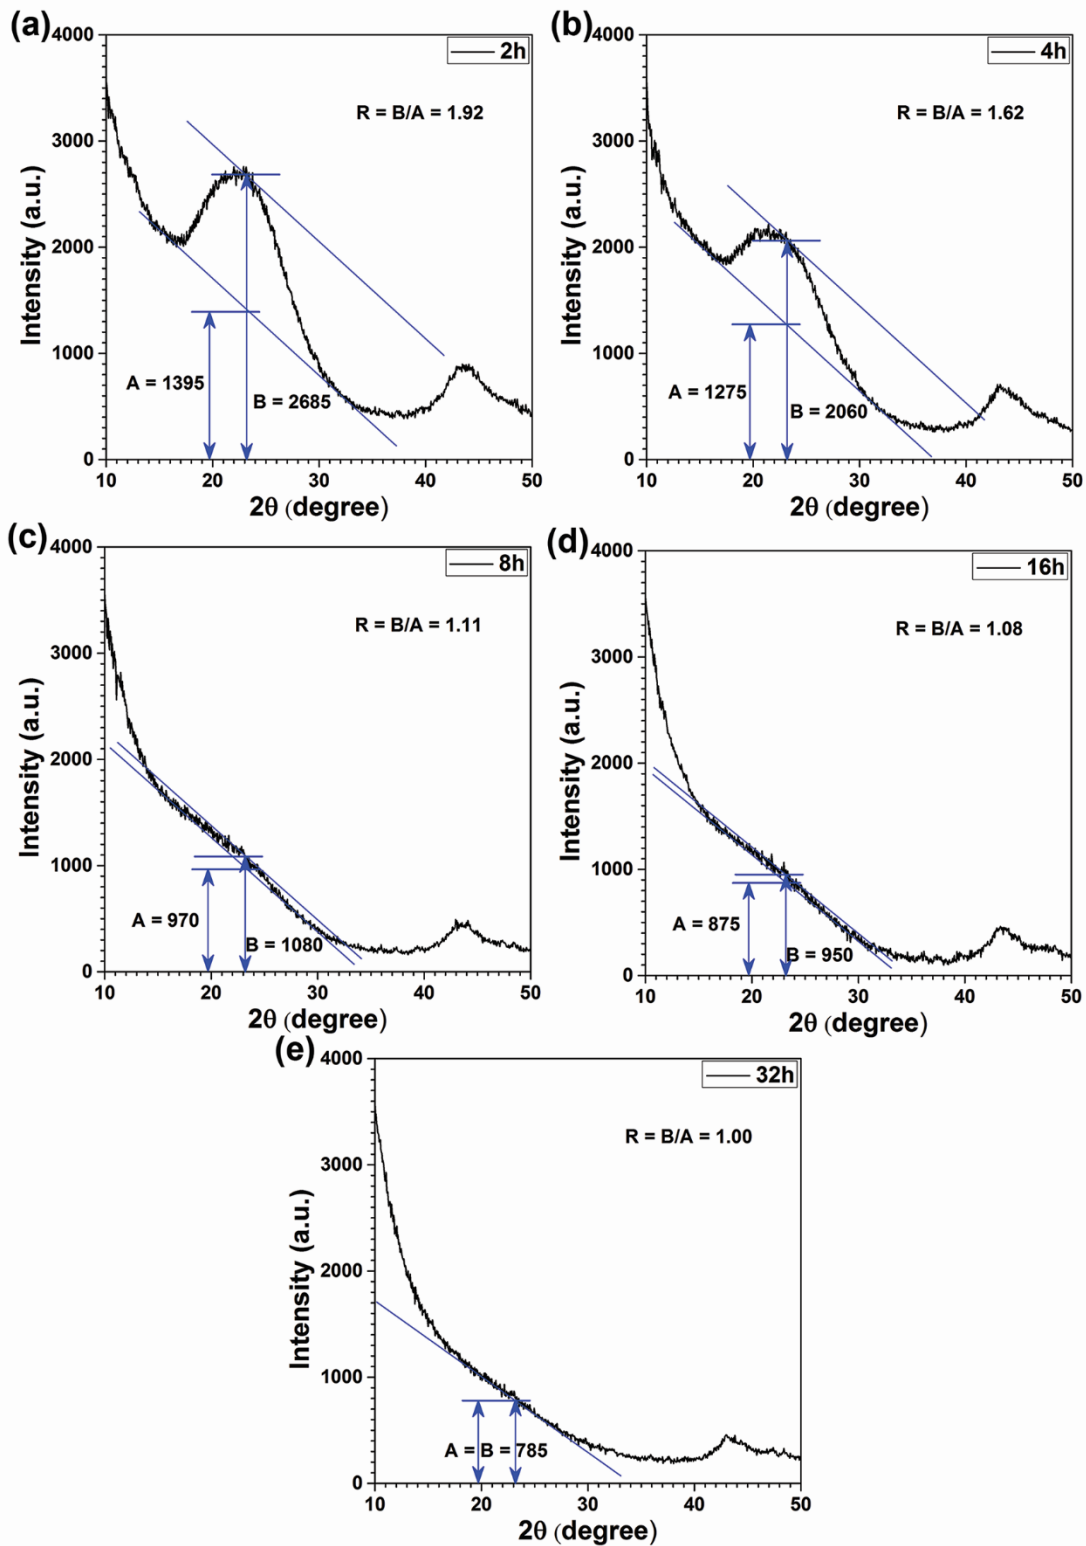 (a)
4000
3000
2000
1000
0
Intensity (a.u.)
2h
R = B/A = 1.92
A = 1395
B = 2685
10
20
30
40
50
2θ (degree)
(b)
4000
3000
2000
1000
0
Intensity (a.u.)
4h
R = B/A = 1.62
A = 1275
B = 2060
10
20
30
40
50
2θ (degree)
(c)
4000
3000
2000
1000
0
Intensity (a.u.)
8h
R = B/A = 1.11
A = 970
B = 1080
10
20
30
40
50
2θ (degree)
(d)
4000
3000
2000
1000
0
Intensity (a.u.)
16h
R = B/A = 1.08
A = 875
B = 950
10
20
30
40
50
2θ (degree)
(e)
4000
3000
2000
1000
0
Intensity (a.u.)
32h
R = B/A = 1.00
A = B = 785
10
20
30
40
50
2θ (degree)